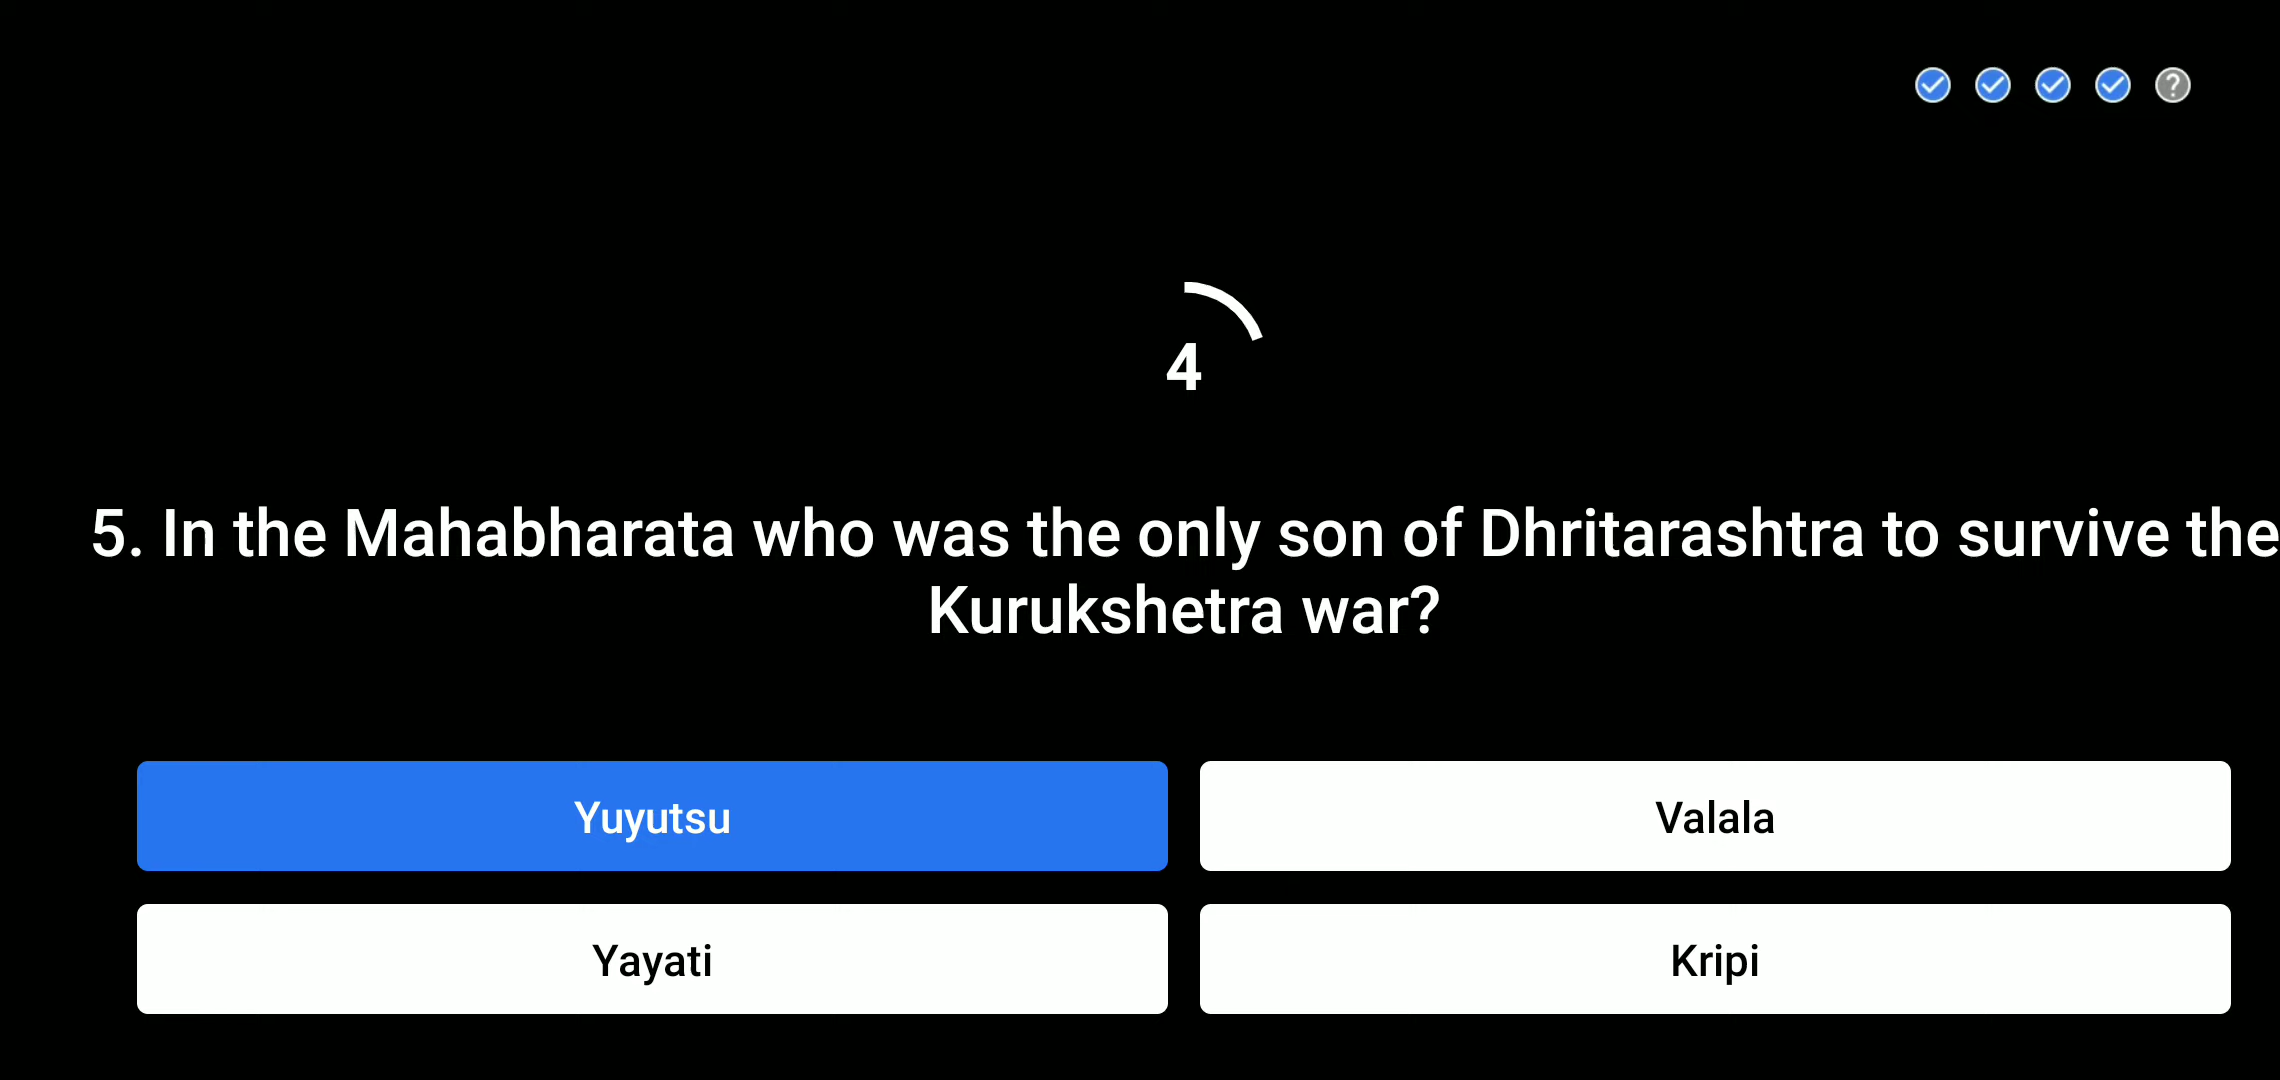 4
5. In the Mahabharata who was the only son of Dhritarashtra to survive the
Kurukshetra war?
Yuyutsu
Valala
Yayati
Kripi